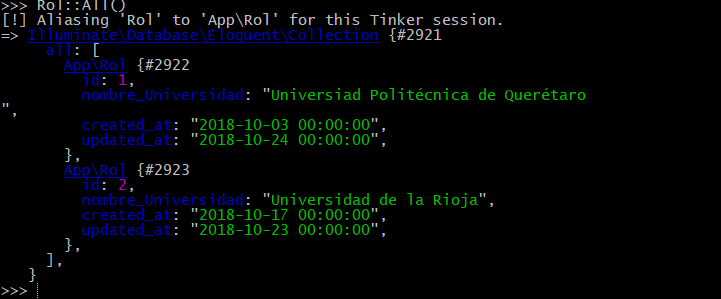 >>> Rol::All()
[!] Aliasing 'Rol' to 'App\Rol' for this Tinker session.
=> Illuminate\Database\Eloquent\Collection {#2921
     all: [
       App\Rol {#2922
         id: 1,
         nombre_Universidad: "Universiad Politécnica de Querétaro
",
         created_at: "2018-10-03 00:00:00",
         updated_at: "2018-10-24 00:00:00",
       },
       App\Rol {#2923
         id: 2,
         nombre_Universidad: "Universidad de la Rioja",
         created_at: "2018-10-17 00:00:00",
         updated_at: "2018-10-23 00:00:00",
       },
     ],
   }
>>>